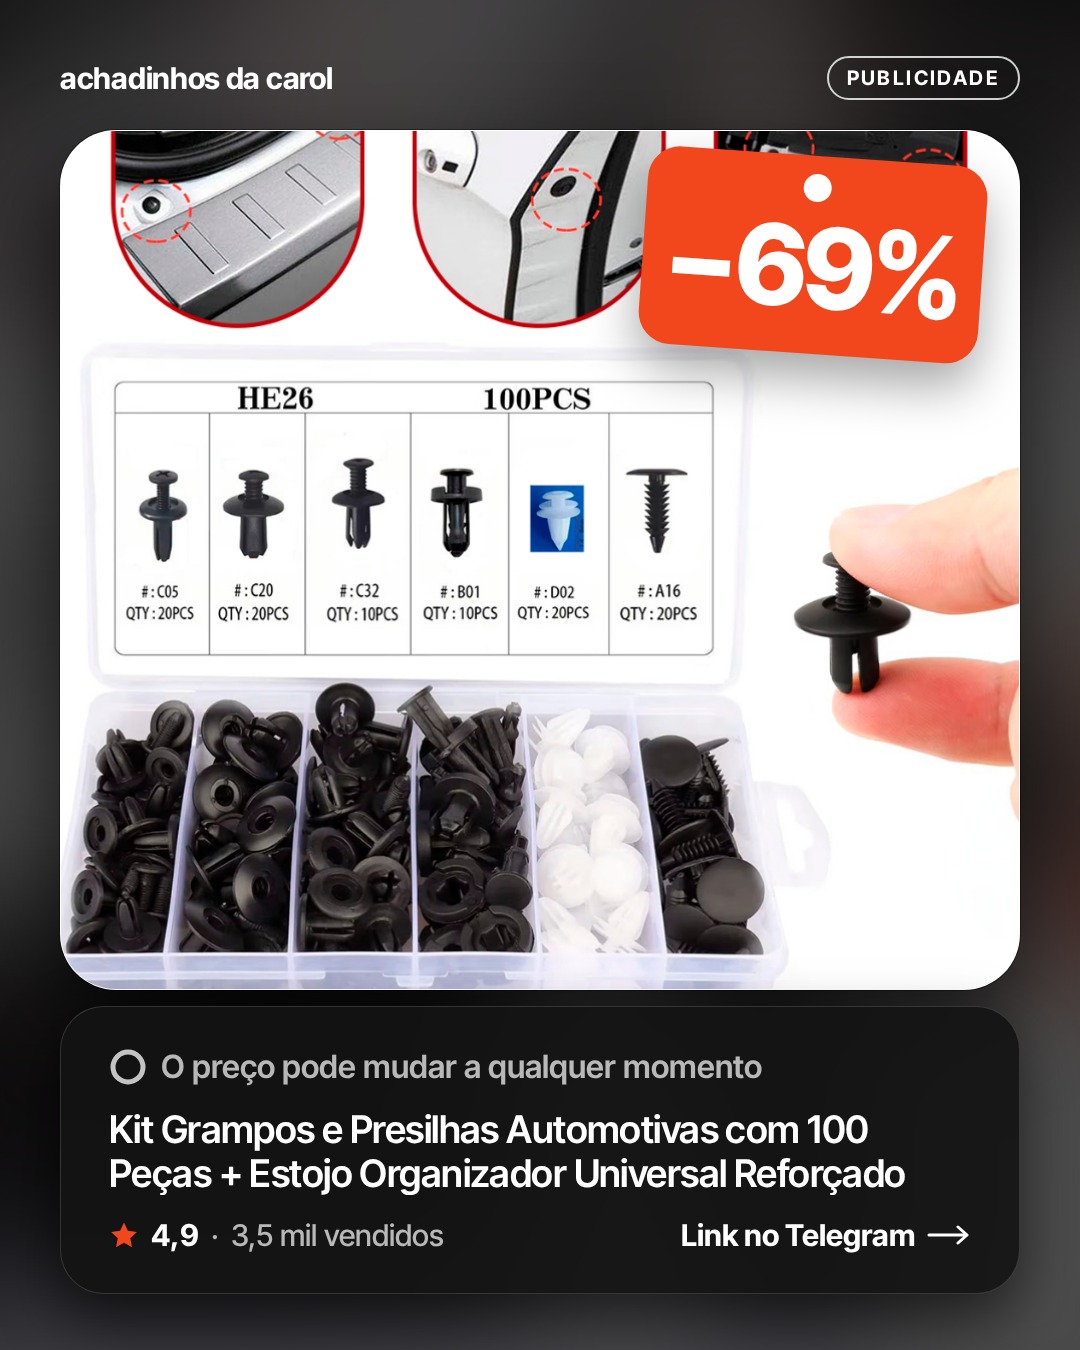 achadinhos da carol
PUBLICIDADE
–69%
HE26 100PCS
#:C05 #:C20 #:C32 #:B01 #:D02 #:A16
QTY:20PCS QTY:20PCS QTY:10PCS QTY:10PCS QTY:20PCS QTY:20PCS
O preço pode mudar a qualquer momento
Kit Grampos e Presilhas Automotivas com 100
Peças + Estojo Organizador Universal Reforçado
4,9 · 3,5 mil vendidos
Link no Telegram →